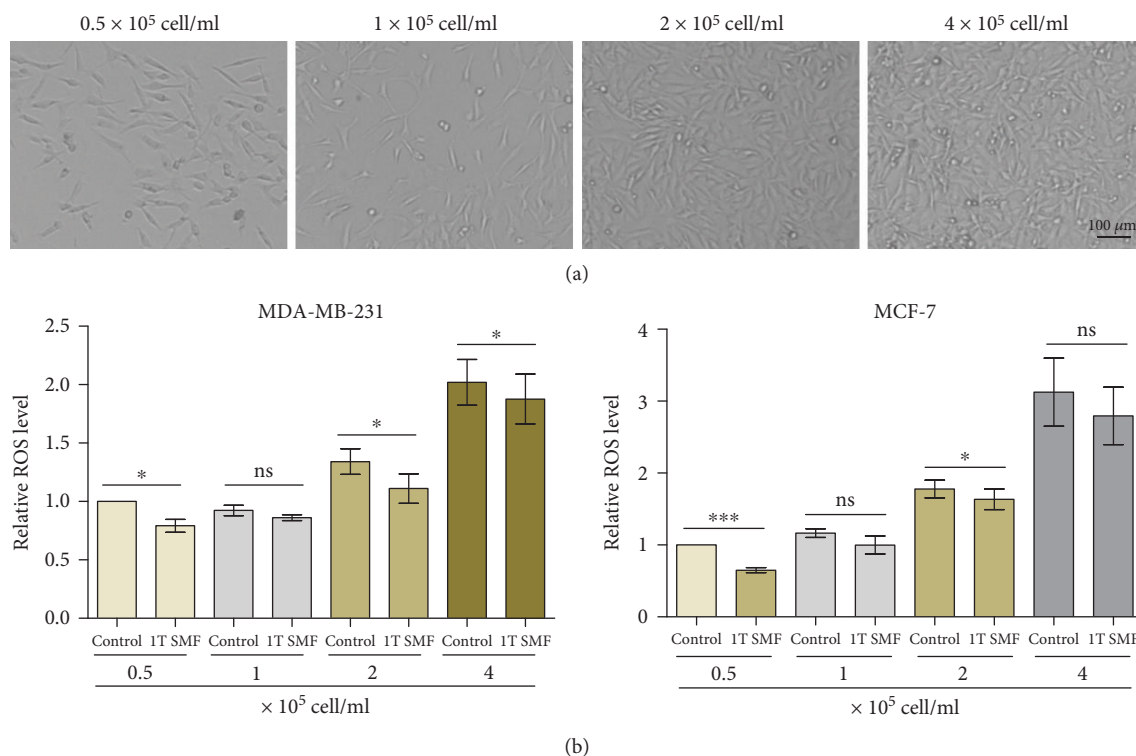 0.5 × 10⁵ cell/ml
1 × 10⁵ cell/ml
2 × 10⁵ cell/ml
4 × 10⁵ cell/ml
100 μm
(a)
MDA-MB-231
Relative ROS level
2.5
2.0
1.5
1.0
0.5
0.0
*
ns
*
*
Control 1T SMF Control 1T SMF Control 1T SMF Control 1T SMF
0.5 1 2 4
× 10⁵ cell/ml
MCF-7
Relative ROS level
4
3
2
1
0
***
ns
*
ns
Control 1T SMF Control 1T SMF Control 1T SMF Control 1T SMF
0.5 1 2 4
× 10⁵ cell/ml
(b)